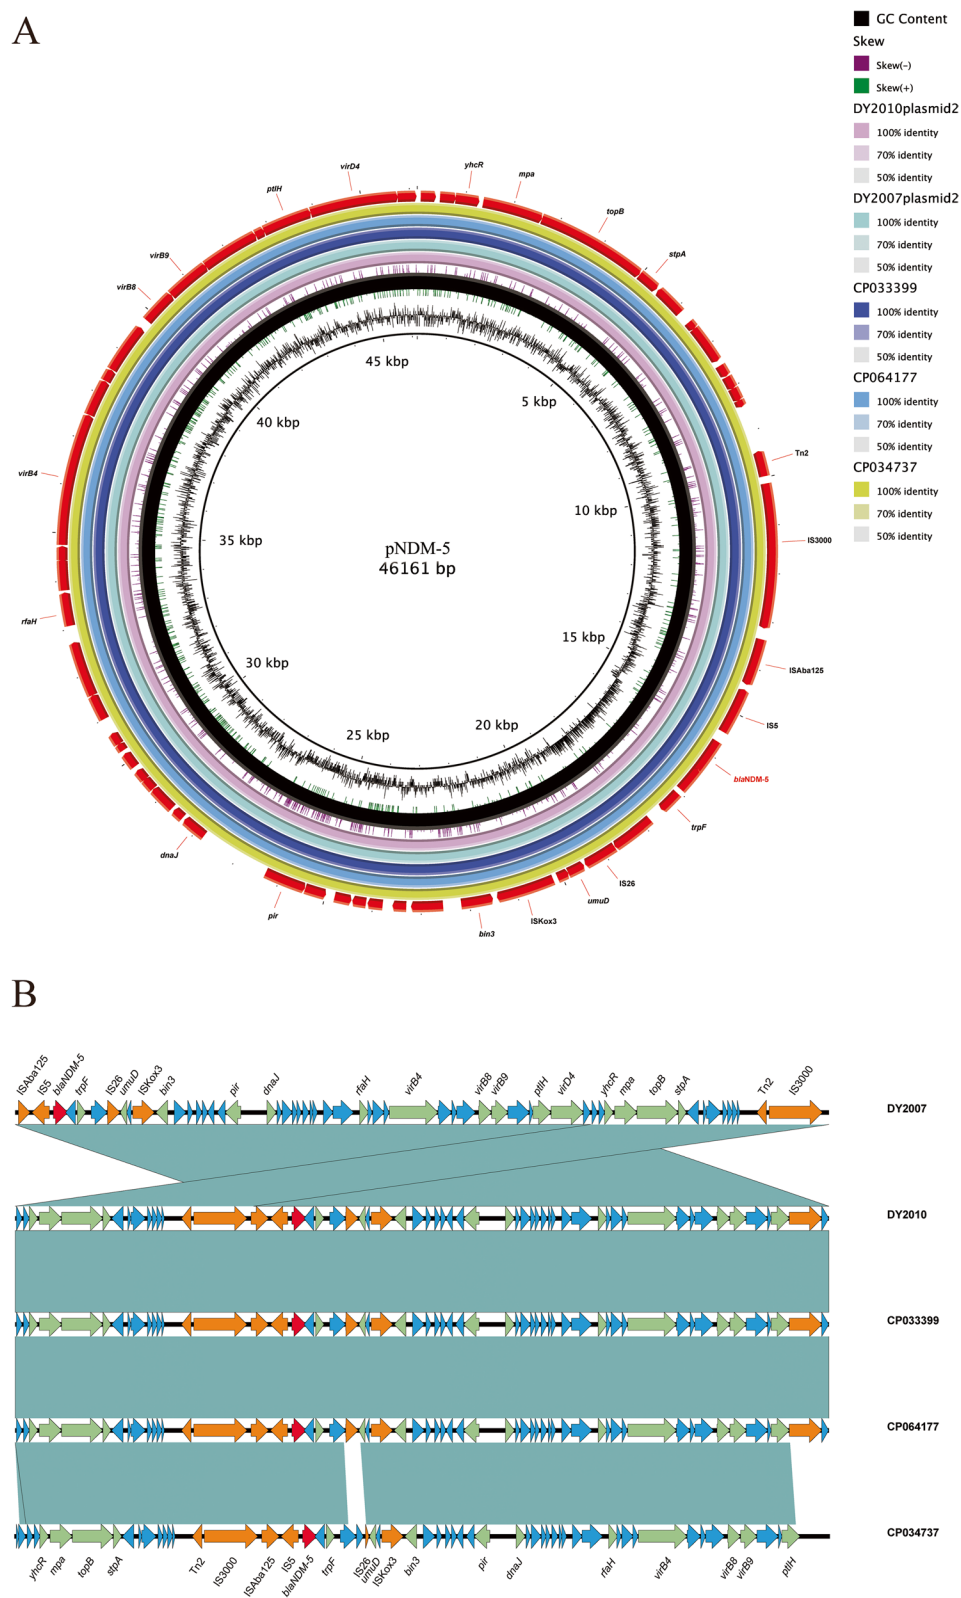 A
GC Content
Skew
Skew(-)
Skew(+)
DY2010plasmid2
100% identity
70% identity
50% identity
DY2007plasmid2
100% identity
70% identity
50% identity
CP033399
100% identity
70% identity
50% identity
CP064177
100% identity
70% identity
50% identity
CP034737
100% identity
70% identity
50% identity
virD4
yhcR
mpa
ptlH
topB
virB9
stpA
virB8
45 kbp
5 kbp
40 kbp
Tn2
virB4
10 kbp
35 kbp
IS3000
pNDM-5
46161 bp
rfaH
15 kbp
30 kbp
ISAba125
20 kbp
25 kbp
IS5
blaNDM-5
trpF
dnaJ
IS26
umuD
pir
ISKox3
bin3
B
ISAba125 IS5 blaNDM-5 trpF IS26 umuD ISKox3 bin3 pir dnaJ rfaH virB4 virB8 virB9 ptlH virD4 yhcR mpa topB stpA Tn2 IS3000
DY2007
DY2010
CP033399
CP064177
CP034737
yhcR mpa topB stpA Tn2 IS3000 ISAba125 IS5 blaNDM-5 trpF IS26 umuD ISKox3 bin3 pir dnaJ rfaH virB4 virB8 virB9 ptlH